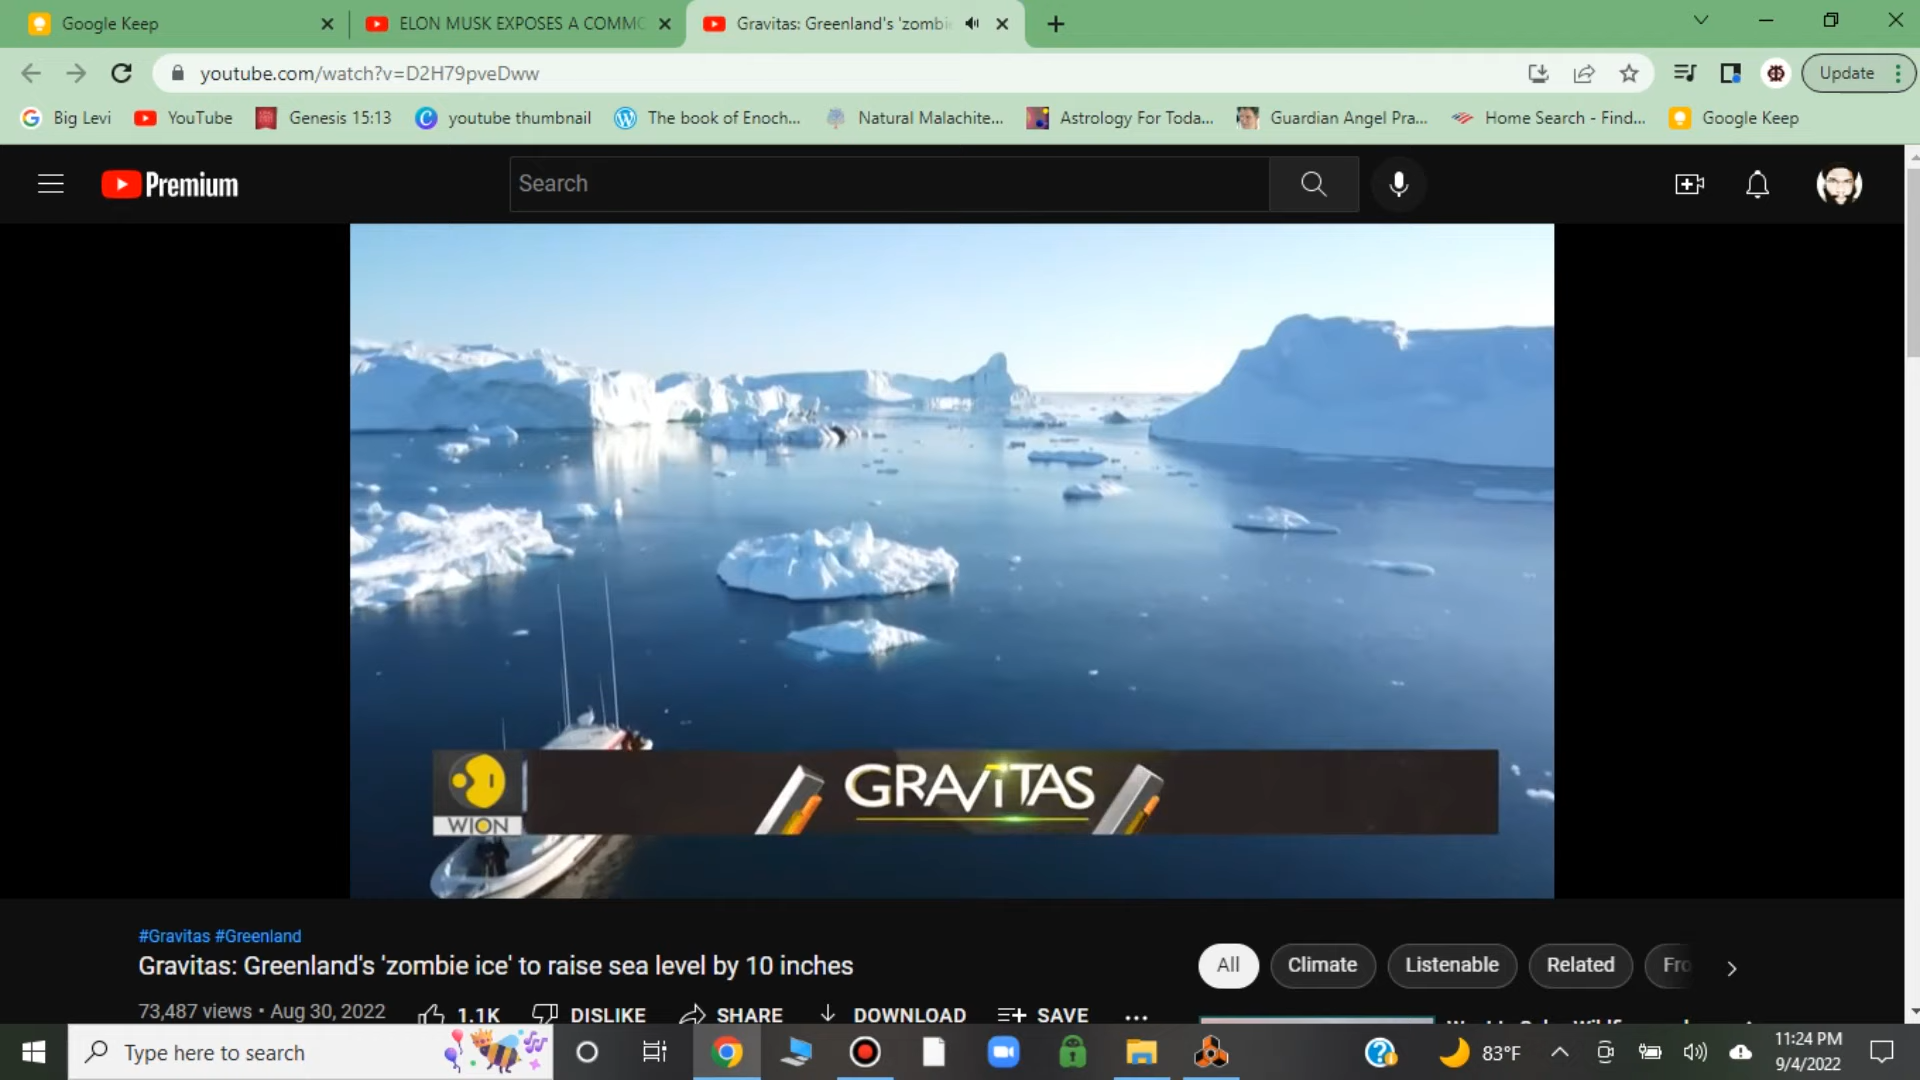 Google Keep
ELON MUSK EXPOSES A COMMC
Gravitas: Greenland's 'zombie
youtube.com/watch?v=D2H79pveDww
Update
Big Levi
YouTube
Genesis 15:13
youtube thumbnail
The book of Enoch...
Natural Malachite...
Astrology For Toda...
Guardian Angel Pra...
Home Search - Find...
Google Keep
Premium
Search
WION
GRAViTAS
#Gravitas #Greenland
Gravitas: Greenland's 'zombie ice' to raise sea level by 10 inches
73,487 views • Aug 30, 2022
1.1K
DISLIKE
SHARE
DOWNLOAD
SAVE
All
Climate
Listenable
Related
Fro
Type here to search
83°F
11:24 PM
9/4/2022